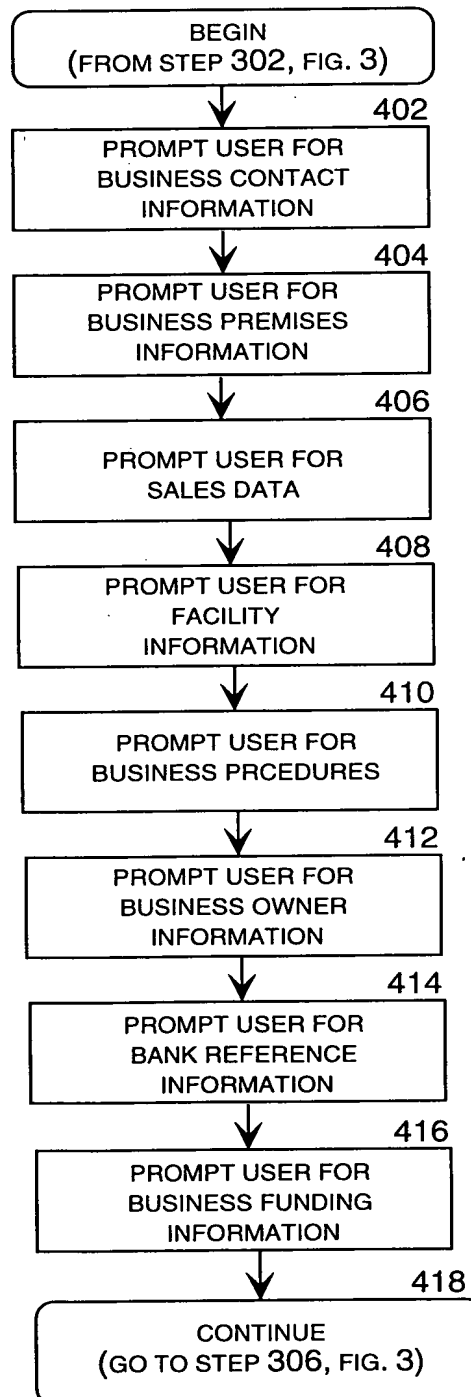 BEGIN
(FROM STEP 302, FIG. 3)
402
PROMPT USER FOR
BUSINESS CONTACT
INFORMATION
404
PROMPT USER FOR
BUSINESS PREMISES
INFORMATION
406
PROMPT USER FOR
SALES DATA
408
PROMPT USER FOR
FACILITY
INFORMATION
410
PROMPT USER FOR
BUSINESS PRCEDURES
412
PROMPT USER FOR
BUSINESS OWNER
INFORMATION
414
PROMPT USER FOR
BANK REFERENCE
INFORMATION
416
PROMPT USER FOR
BUSINESS FUNDING
INFORMATION
418
CONTINUE
(GO TO STEP 306, FIG. 3)